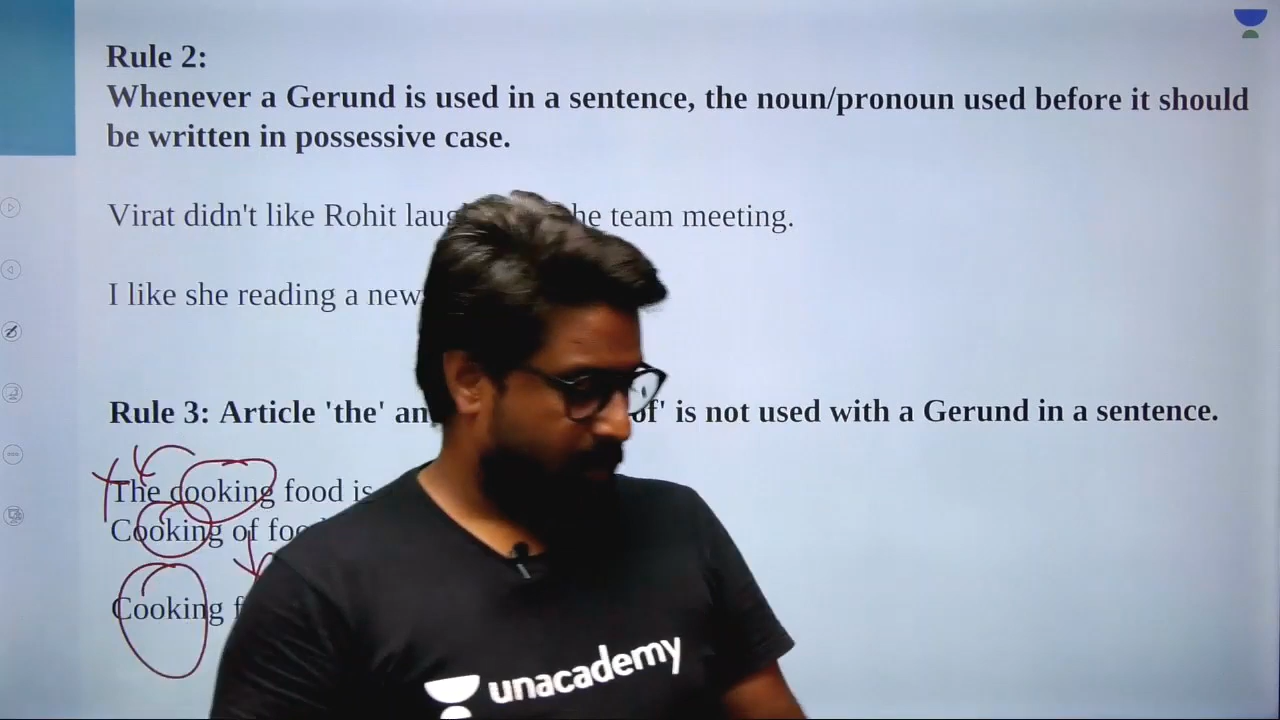 Rule 2:
Whenever a Gerund is used in a sentence, the noun/pronoun used before it should
be written in possessive case.
Virat didn't like Rohit he team meeting.
I like she reading a
Rule 3: Article 'the' of' is not used with a Gerund in a sentence.
The cooking food is
Cooking of
Cooking
unacademy